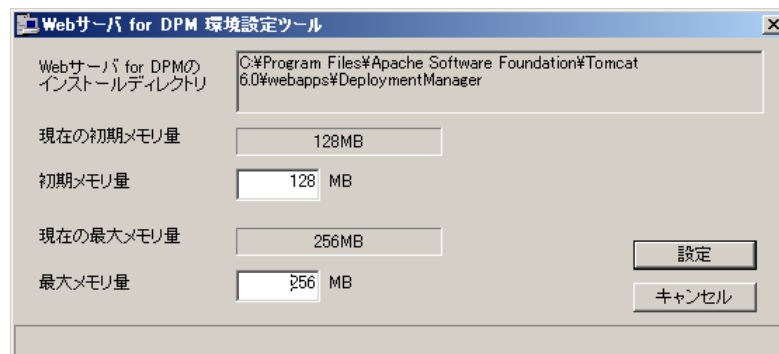 Webサーバ for DPM 環境設定ツール
Webサーバ for DPMの
インストールディレクトリ
C:¥Program Files¥Apache Software Foundation¥Tomcat
6.0¥webapps¥DeploymentManager
現在の初期メモリ量
128MB
初期メモリ量
128 MB
現在の最大メモリ量
256MB
最大メモリ量
256 MB
設定
キャンセル